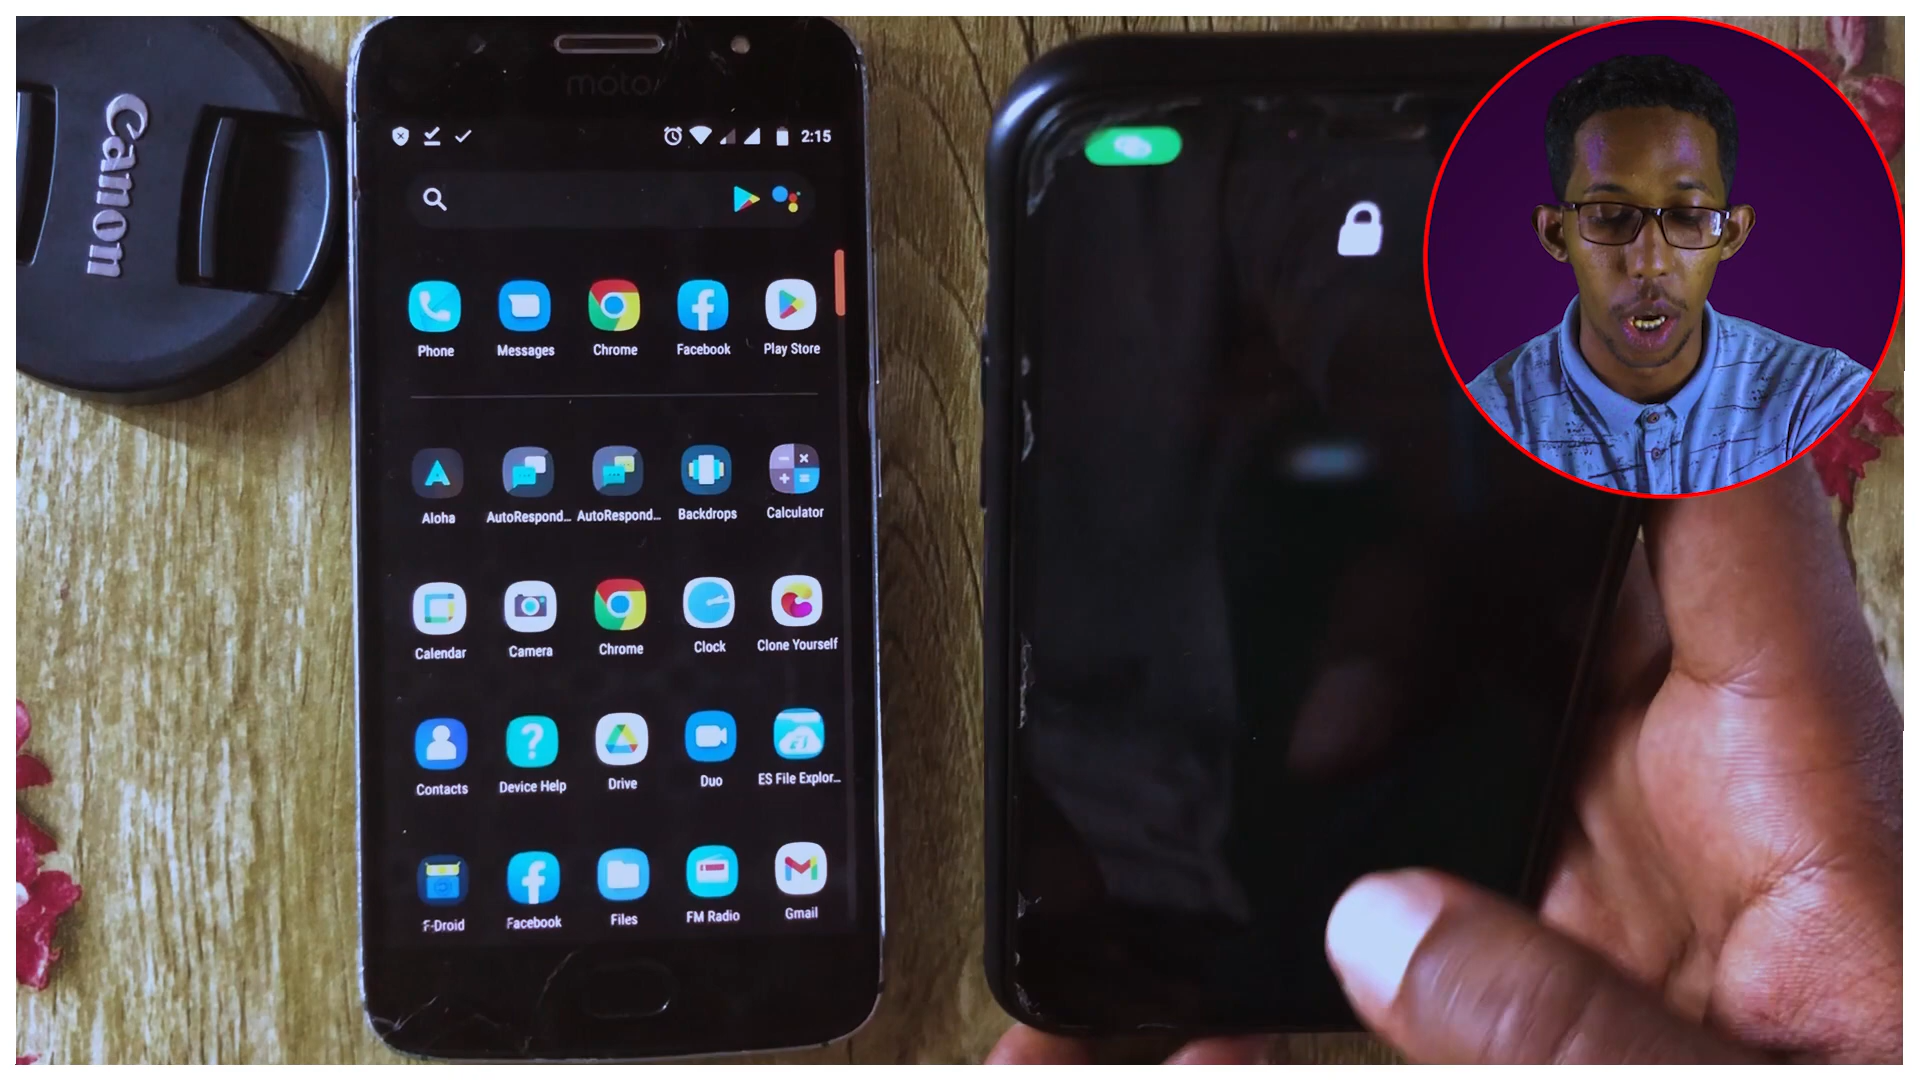 Canon
moto
2:15
Phone
Messages
Chrome
Facebook
Play Store
Aloha
AutoRespond...
AutoRespond...
Backdrops
Calculator
Calendar
Camera
Chrome
Clock
Clone Yourself
Contacts
Device Help
Drive
Duo
ES File Explor...
F-Droid
Facebook
Files
FM Radio
Gmail